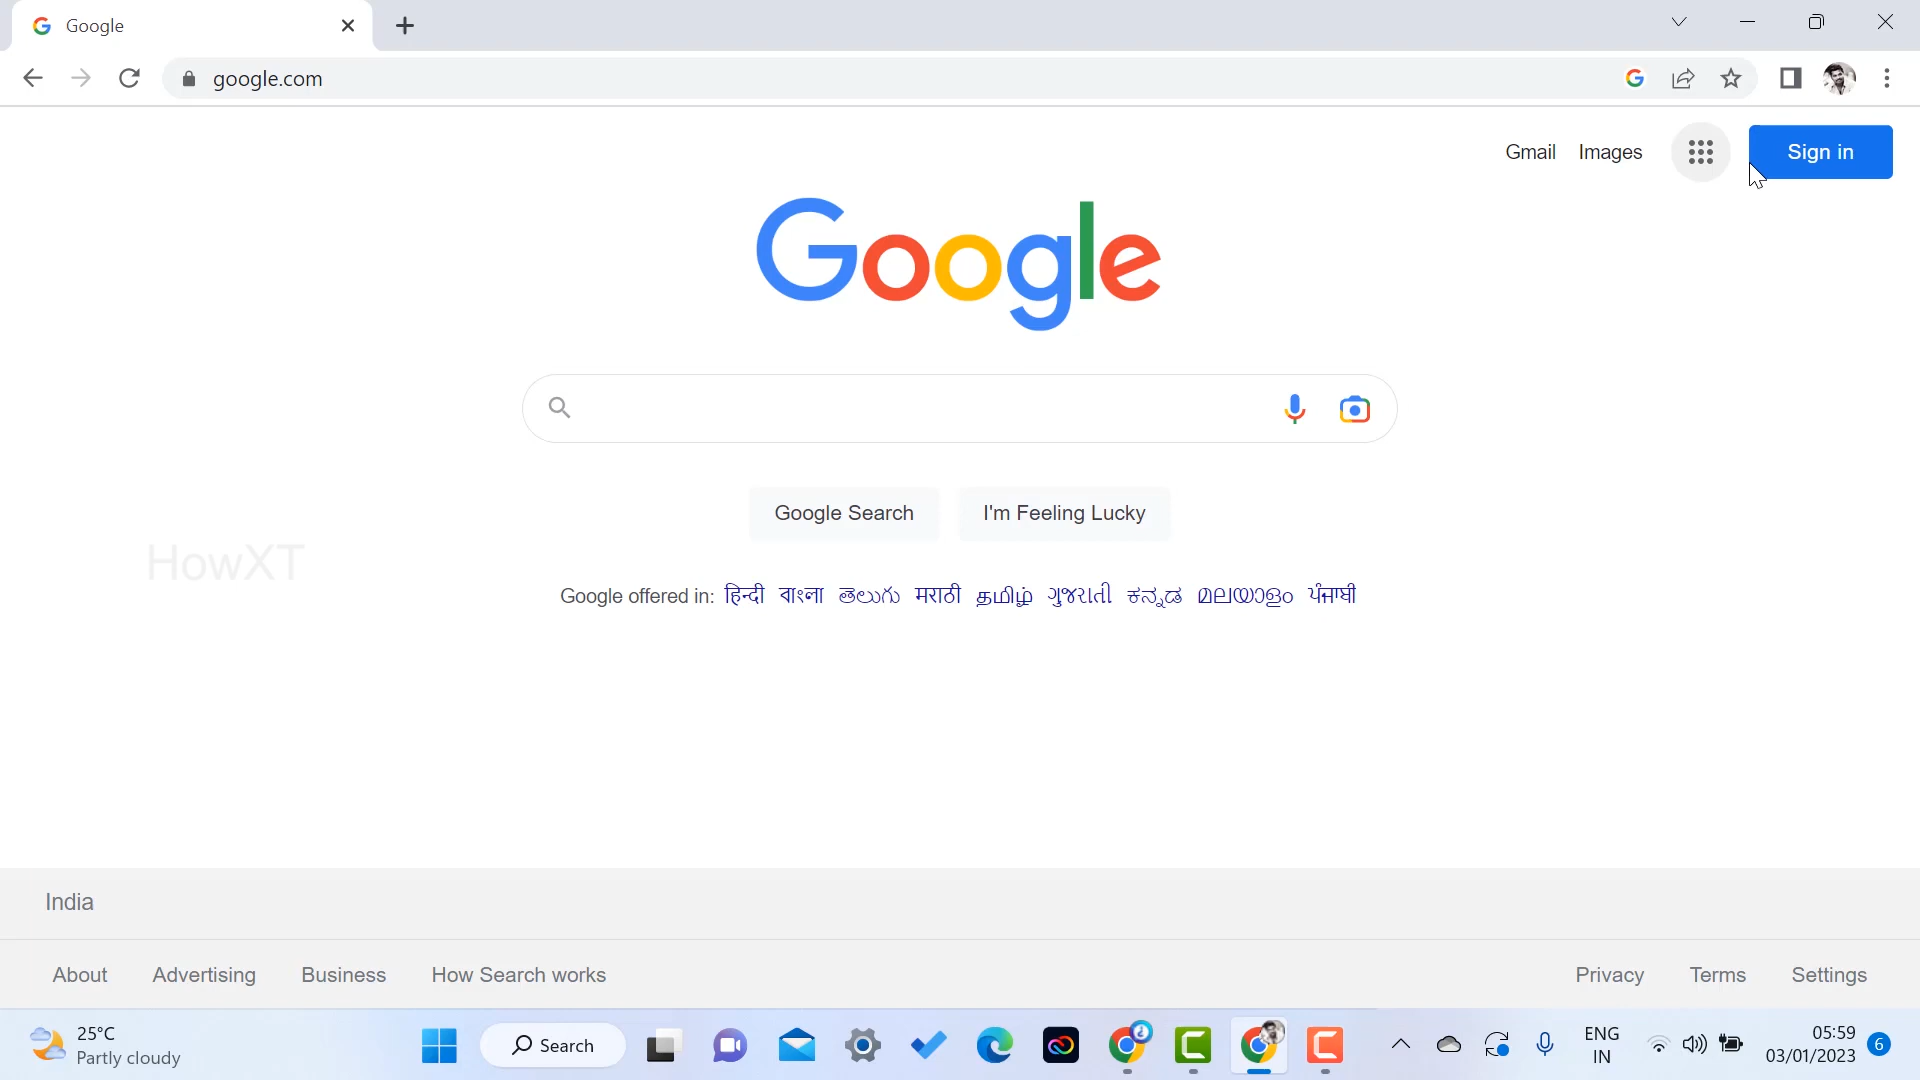 Google
google.com
Gmail Images Sign in
Google
Google Search I'm Feeling Lucky
HowXT
Google offered in: हिन्दी বাংলা తెలుగు मराठी தமிழ் ગુજરાતી ಕನ್ನಡ മലയാളം ਪੰਜਾਬੀ
India
About Advertising Business How Search works Privacy Terms Settings
25°C
Partly cloudy
Search
ENG
IN
05:59
03/01/2023
6